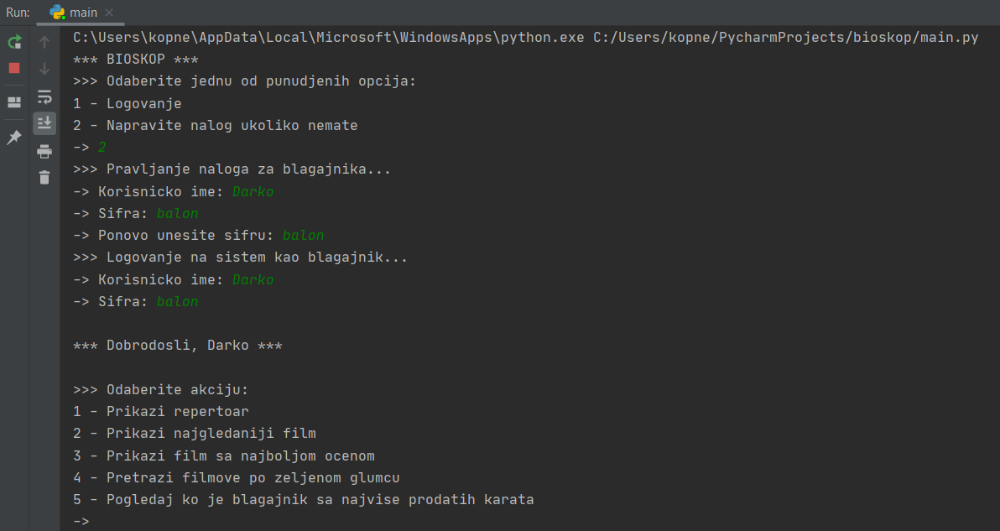 Run: main
C:\Users\kopne\AppData\Local\Microsoft\WindowsApps\python.exe C:/Users/kopne/PycharmProjects/bioskop/main.py
*** BIOSKOP ***
>>> Odaberite jednu od punudjenih opcija:
1 - Logovanje
2 - Napravite nalog ukoliko nemate
-> 2
>>> Pravljanje naloga za blagajnika...
-> Korisnicko ime: Darko
-> Sifra: balon
-> Ponovo unesite sifru: balon
>>> Logovanje na sistem kao blagajnik...
-> Korisnicko ime: Darko
-> Sifra: balon
*** Dobrodosli, Darko ***
>>> Odaberite akciju:
1 - Prikazi repertoar
2 - Prikazi najgledaniji film
3 - Prikazi film sa najboljom ocenom
4 - Pretrazi filmove po zeljenom glumcu
5 - Pogledaj ko je blagajnik sa najvise prodatih karata
->